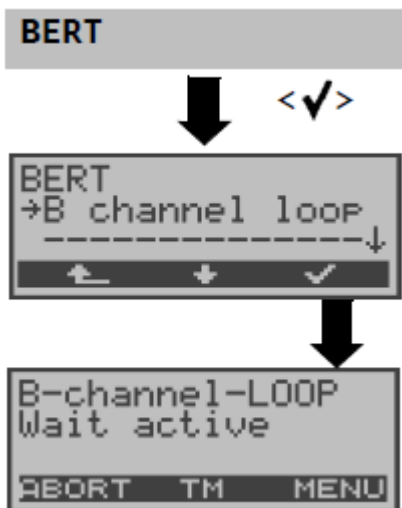 BERT
<✓>
BERT
→B channel loop
---------------↓
B-channel-LOOP
Wait active
ABORT TM MENU